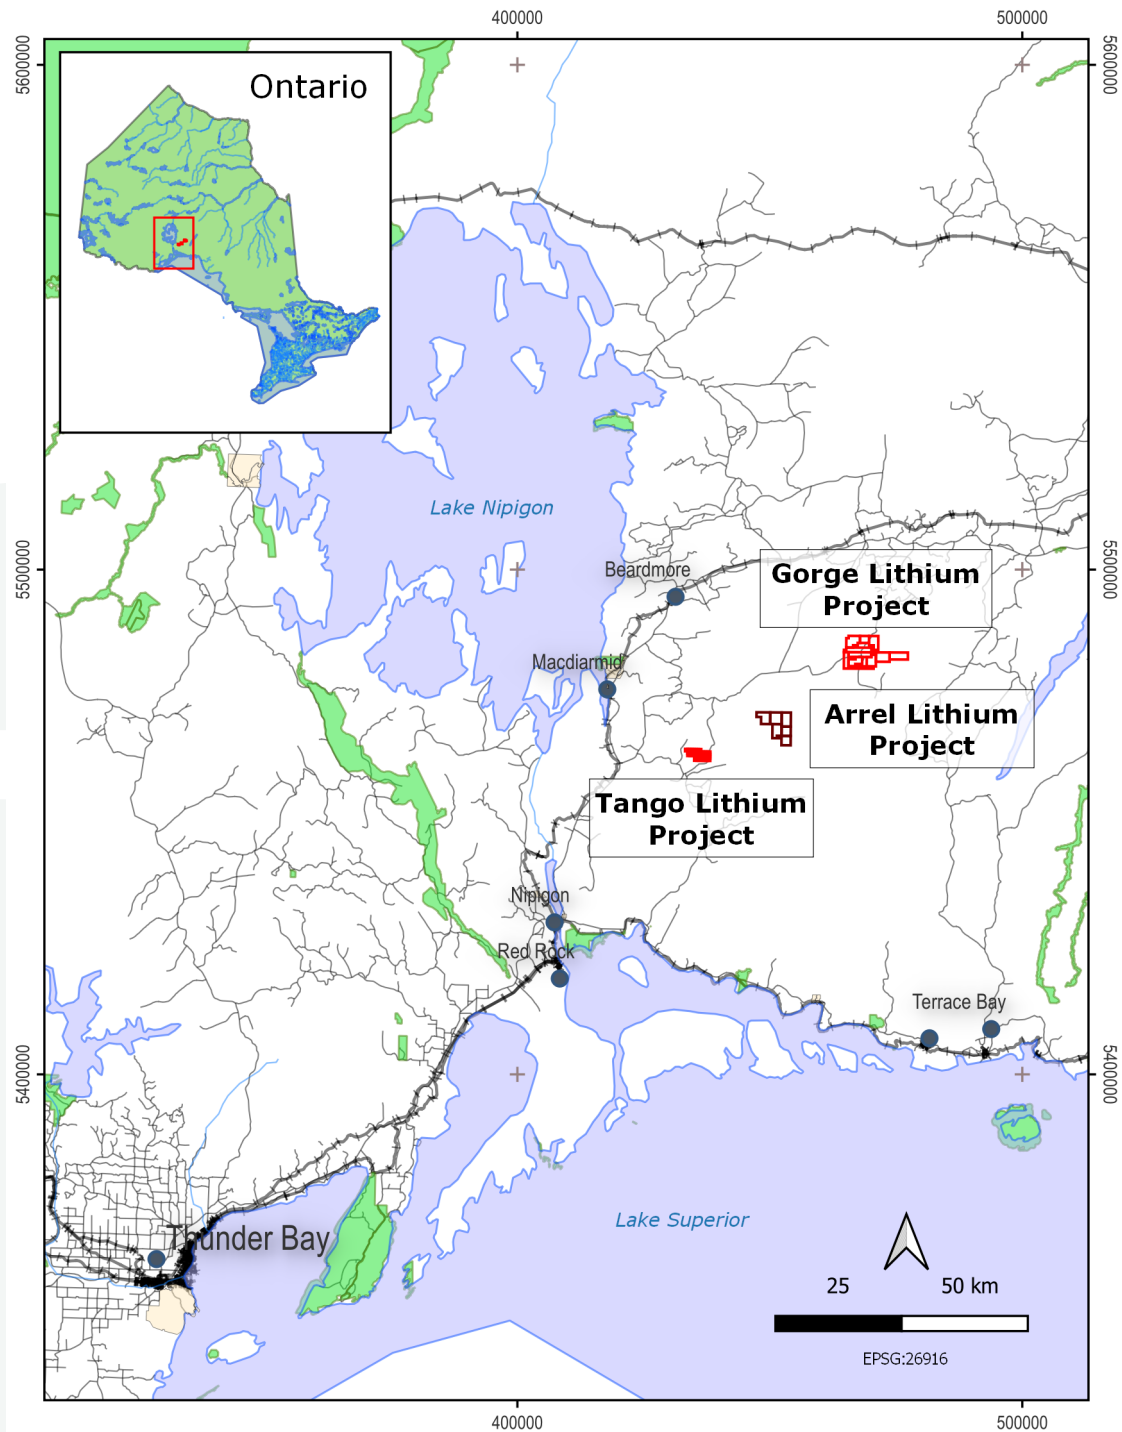 400000
500000
5600000
5600000
Ontario
Lake Nipigon
Beardmore
5500000
5500000
Gorge Lithium
Project
Macdiarmid
Arrel Lithium
Project
Tango Lithium
Project
Nipigon
Red Rock
Terrace Bay
5400000
5400000
Lake Superior
Thunder Bay
25
50 km
EPSG:26916
400000
500000